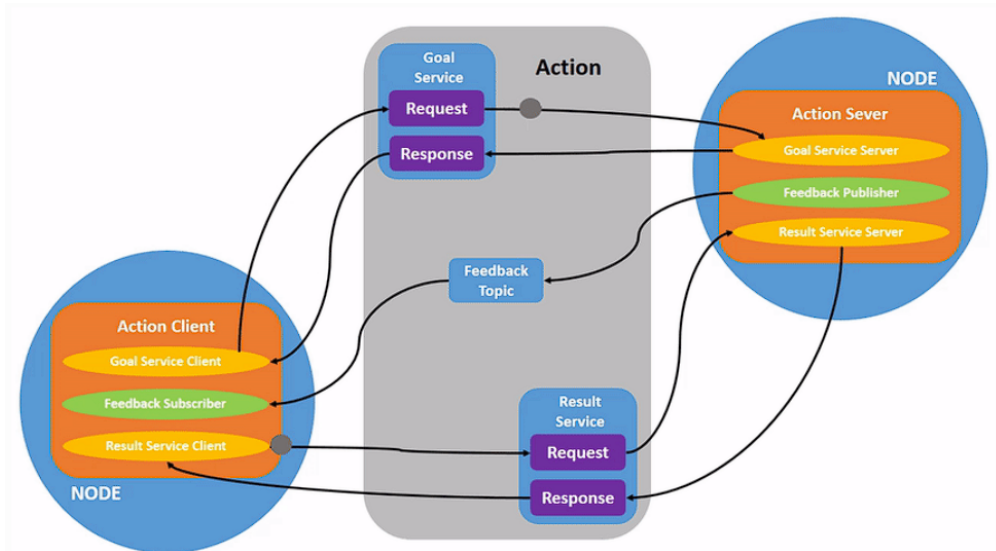 Goal
Service
Request
Response
Action
NODE
Action Sever
Goal Service Server
Feedback Publisher
Result Service Server
Feedback
Topic
Action Client
Goal Service Client
Feedback Subscriber
Result Service Client
NODE
Result
Service
Request
Response